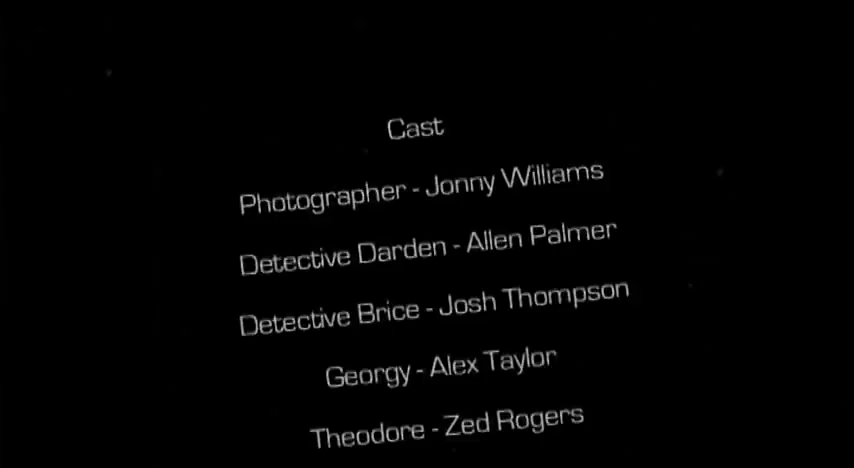 Cast
Photographer - Jonny Williams
Detective Darden - Allen Palmer
Detective Brice - Josh Thompson
Georgy - Alex Taylor
Theodore - Zed Rogers